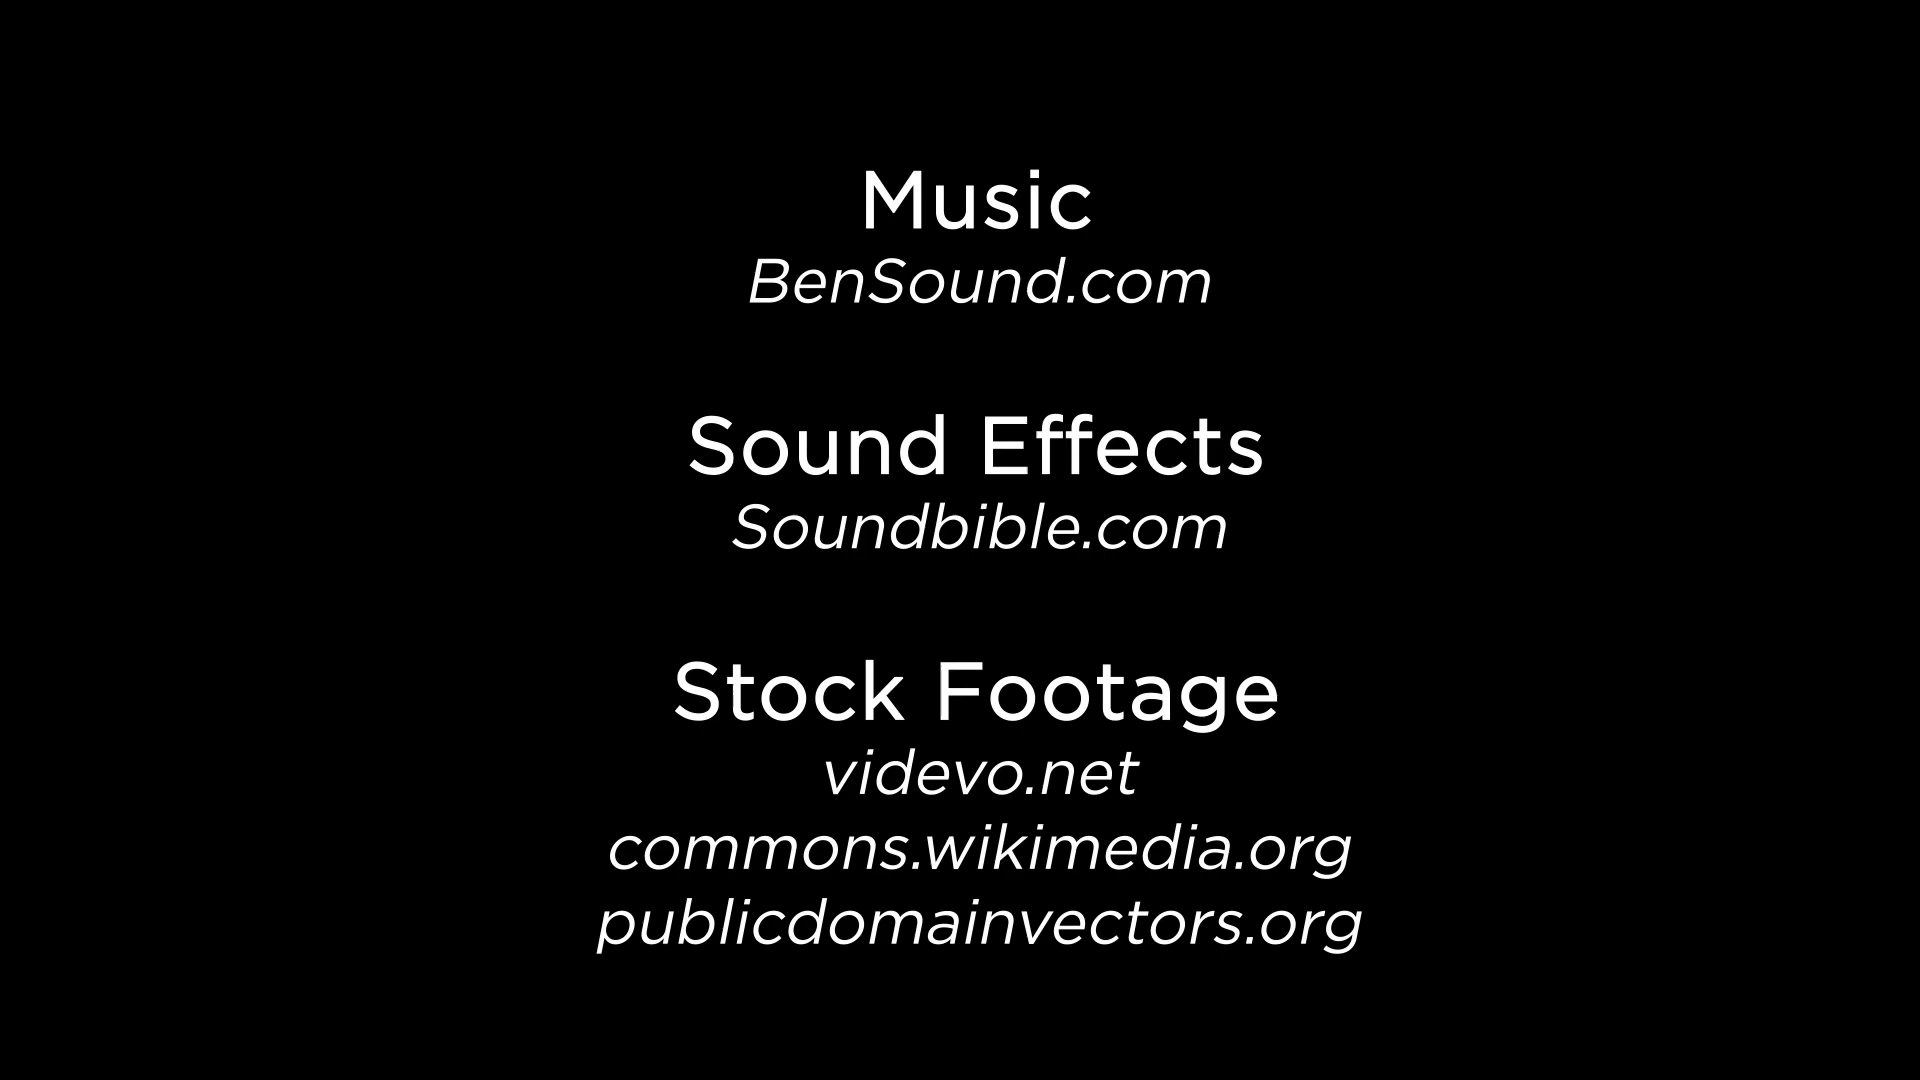 Music
BenSound.com
Sound Effects
Soundbible.com
Stock Footage
videvo.net
commons.wikimedia.org
publicdomainvectors.org